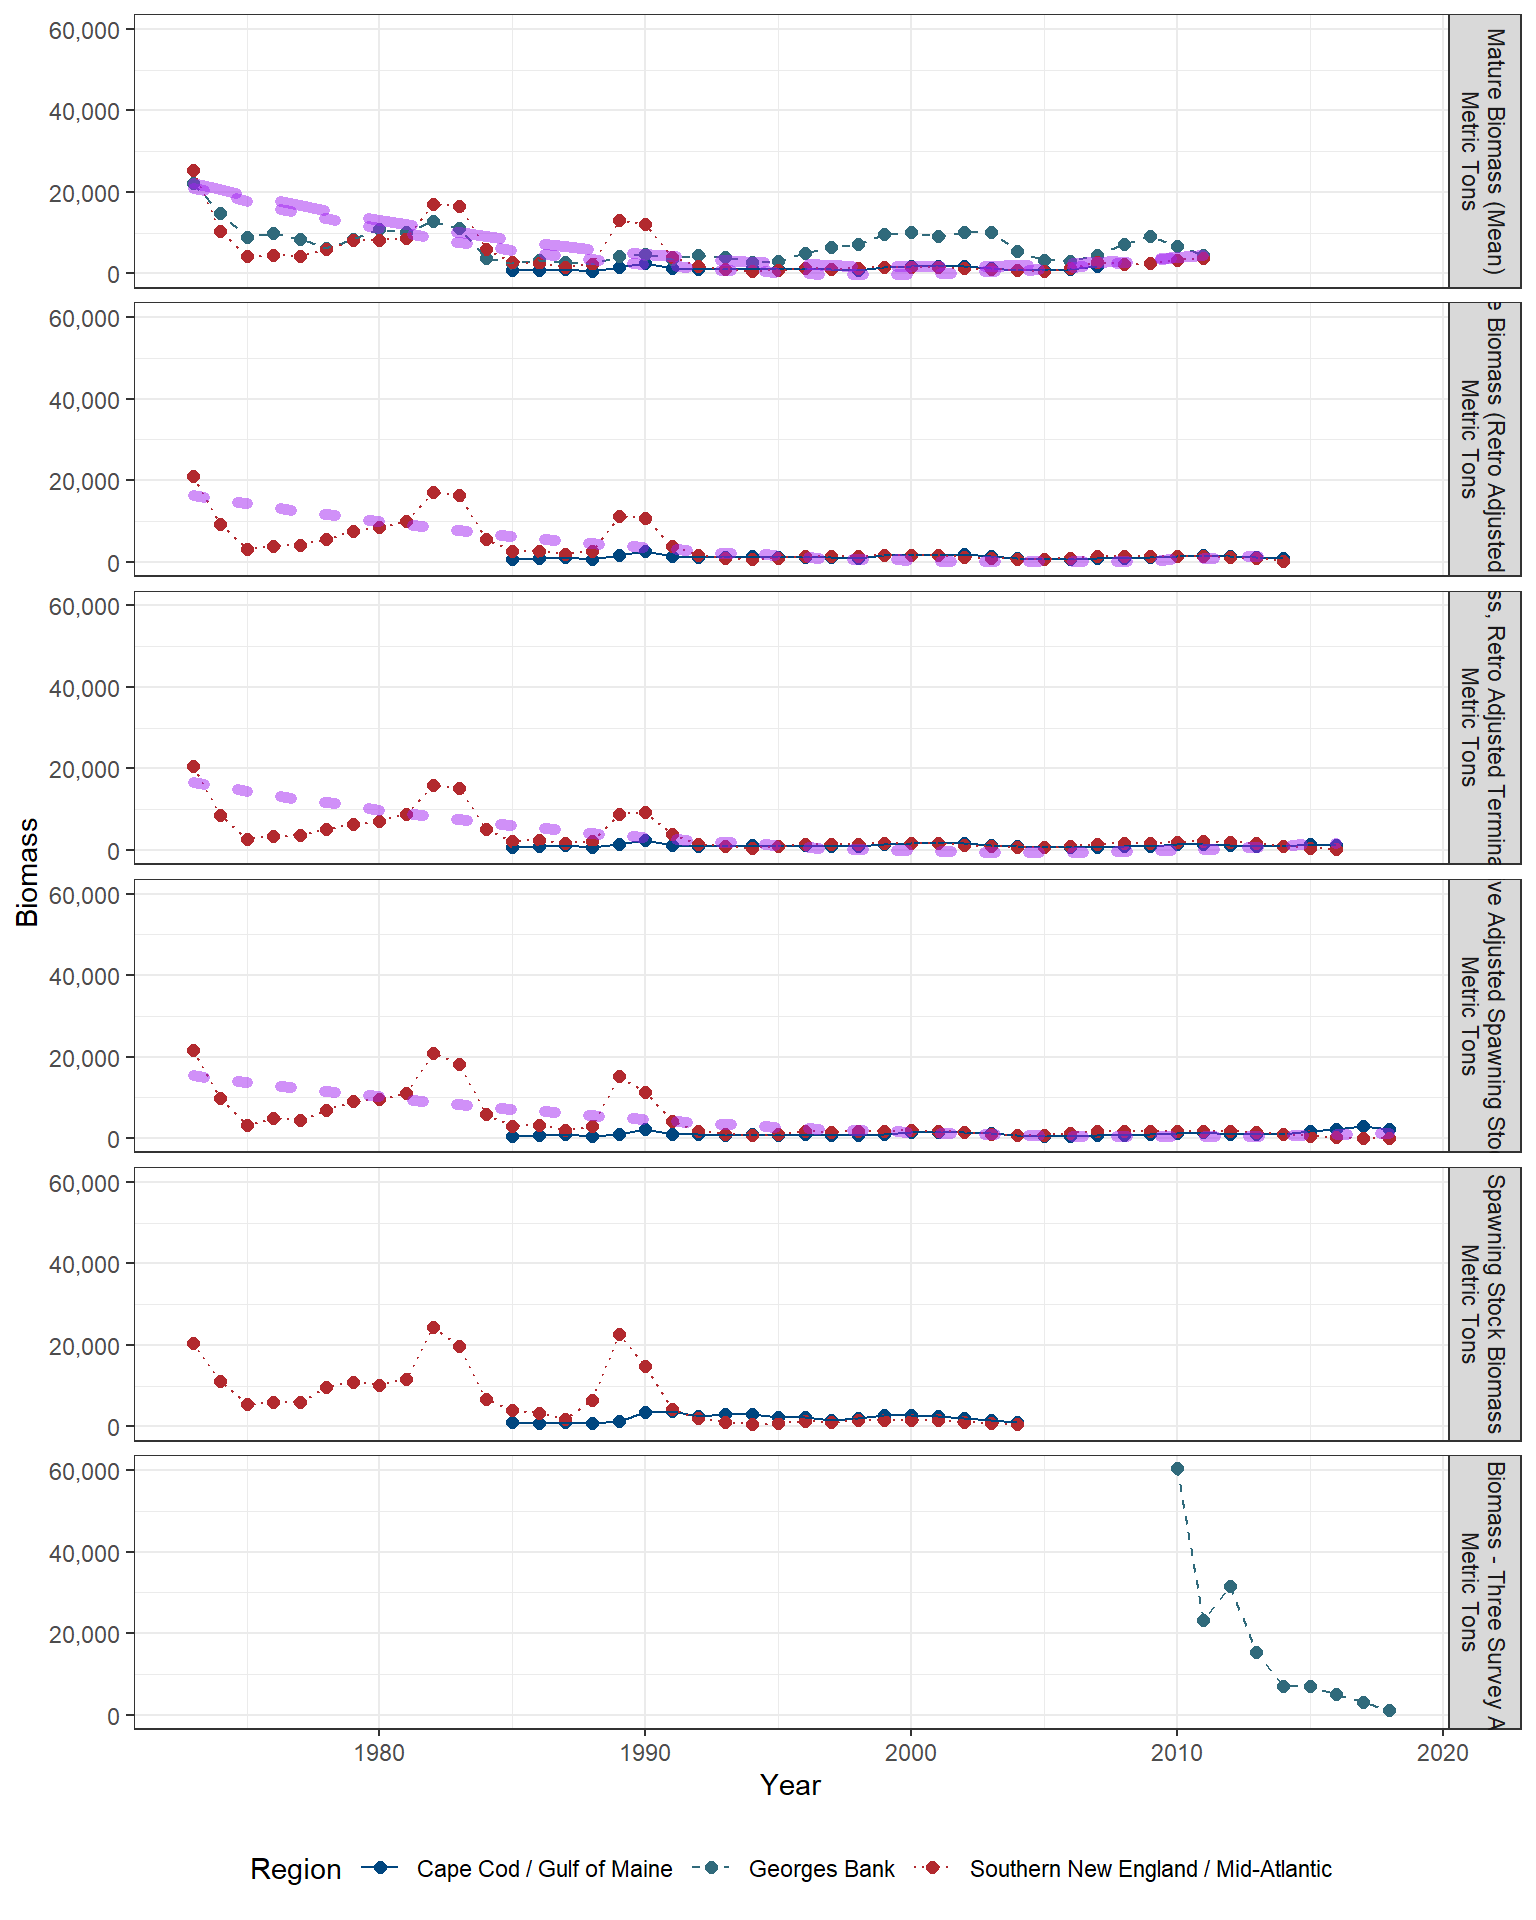 60,000
40,000
20,000
0
Mature Biomass (Mean)
Metric Tons
60,000
40,000
20,000
0
Biomass (Retro Adjusted
Metric Tons
60,000
40,000
20,000
0
Retro Adjusted
Metric Tons
60,000
40,000
20,000
0
Adjusted Spawning
Metric Tons
60,000
40,000
20,000
0
Spawning Stock Biomass
Metric Tons
60,000
40,000
20,000
0
Biomass - Three Survey
Metric Tons
Biomass
1980 1990 2000 2010 2020
Year
Region Cape Cod / Gulf of Maine Georges Bank Southern New England / Mid-Atlantic